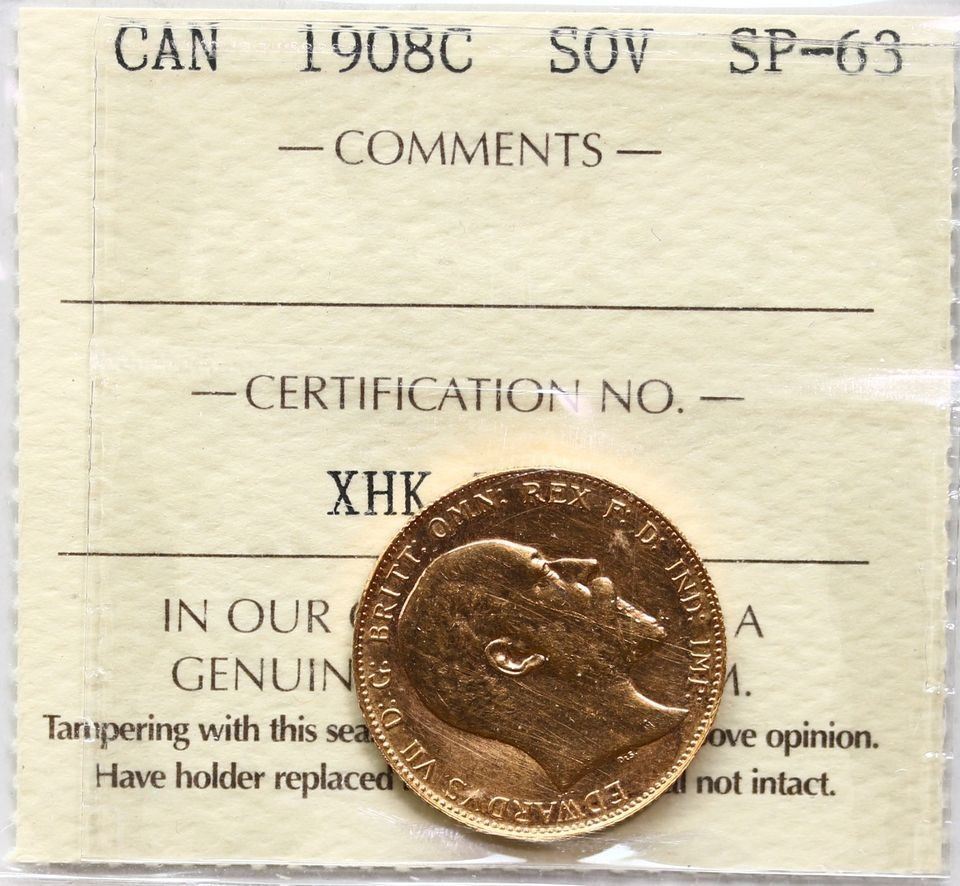 CAN 1908C SOV SP-63
— COMMENTS —
— CERTIFICATION NO. —
XHK
IN OUR A
GENUIN M.
Tampering with this sea ove opinion.
Have holder replaced not intact.
EDWARDVS VII D: G: BRITT: OMN: REX F: D: IND: IMP: